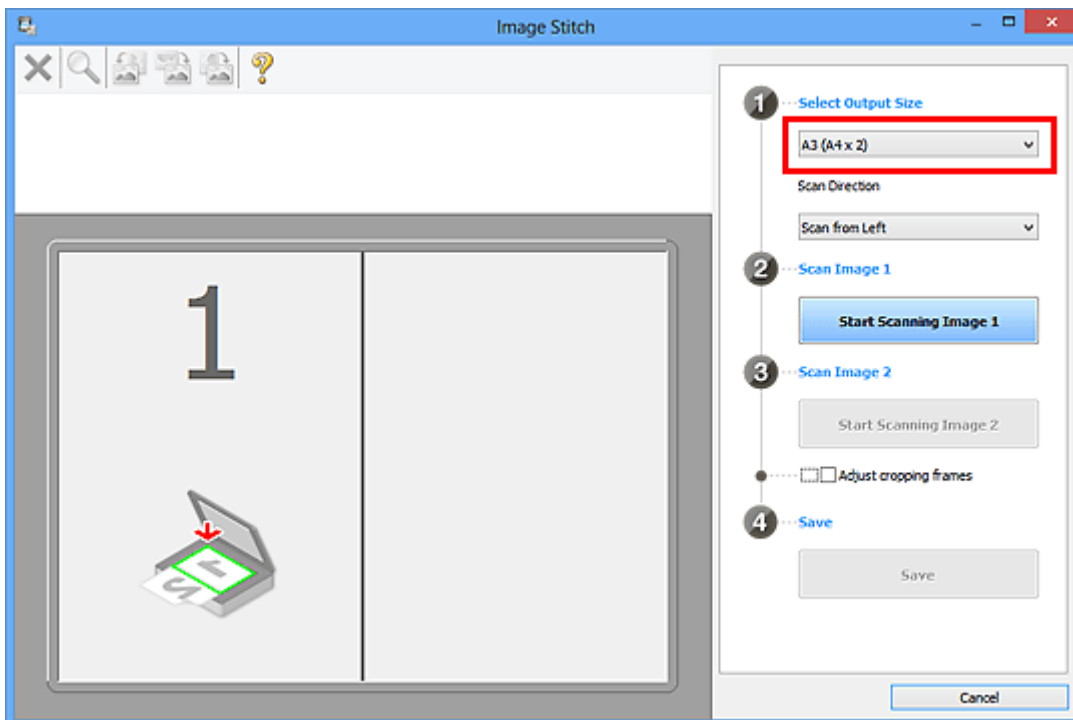 Image Stitch
1 Select Output Size
A3 (A4 x 2)
Scan Direction
Scan from Left
2 Scan Image 1
Start Scanning Image 1
3 Scan Image 2
Start Scanning Image 2
Adjust cropping frames
4 Save
Save
Cancel
1
1
2